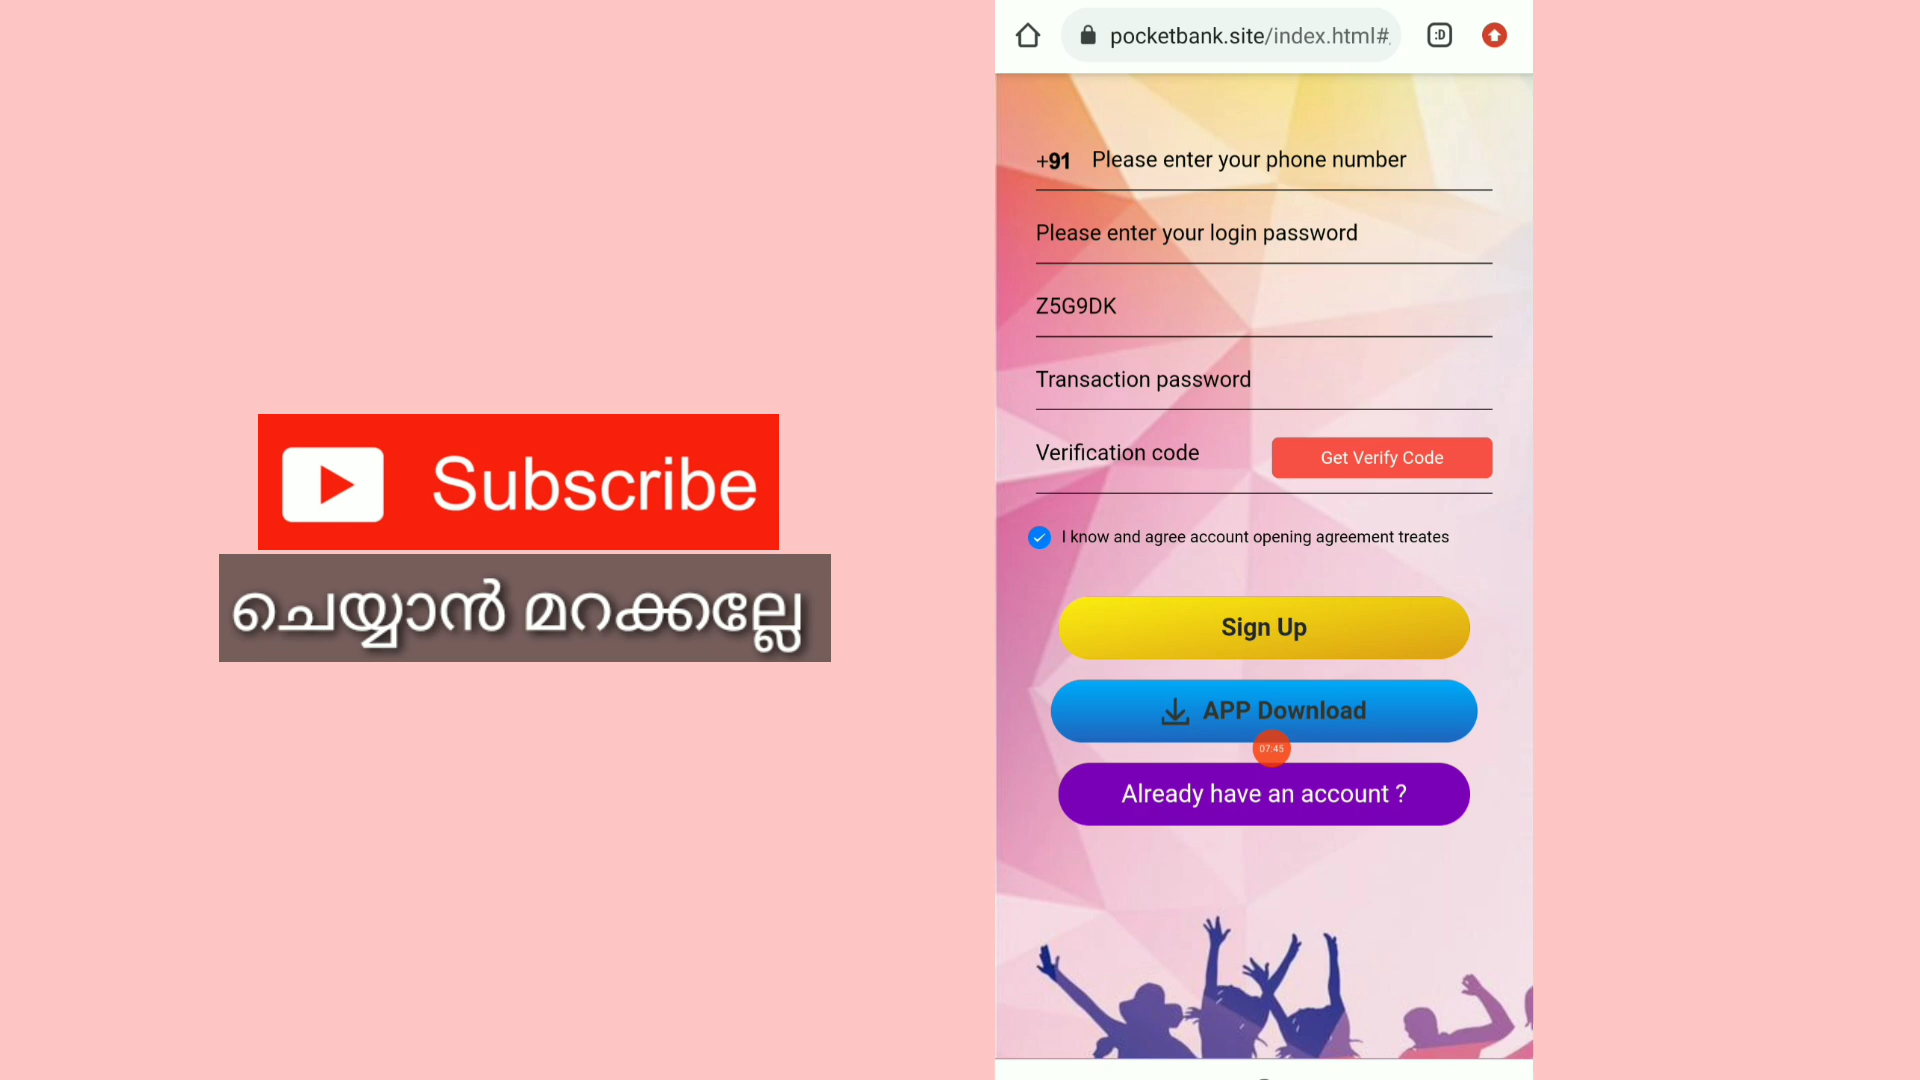 Subscribe
ചെയ്യാൻ മറക്കല്ലേ
pocketbank.site/index.html#
:D
+91 Please enter your phone number
Please enter your login password
Z5G9DK
Transaction password
Verification code
Get Verify Code
I know and agree account opening agreement treates
Sign Up
APP Download
07:45
Already have an account ?